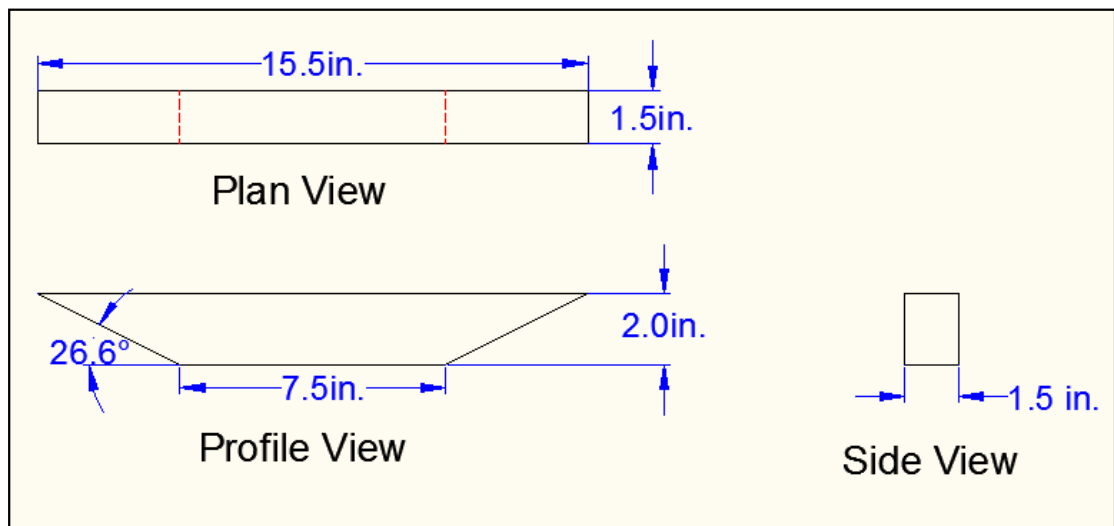 15.5in.
1.5in.
Plan View
2.0in.
26.6°
7.5in.
1.5 in.
Profile View
Side View